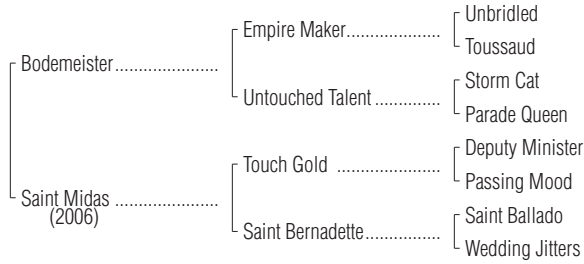 Unbridled
Empire Maker....................
Toussaud
Bodemeister......................
Storm Cat
Untouched Talent ..............
Parade Queen
Deputy Minister
Touch Gold ......................
Passing Mood
Saint Midas ......................
(2006)
Saint Ballado
Saint Bernadette................
Wedding Jitters